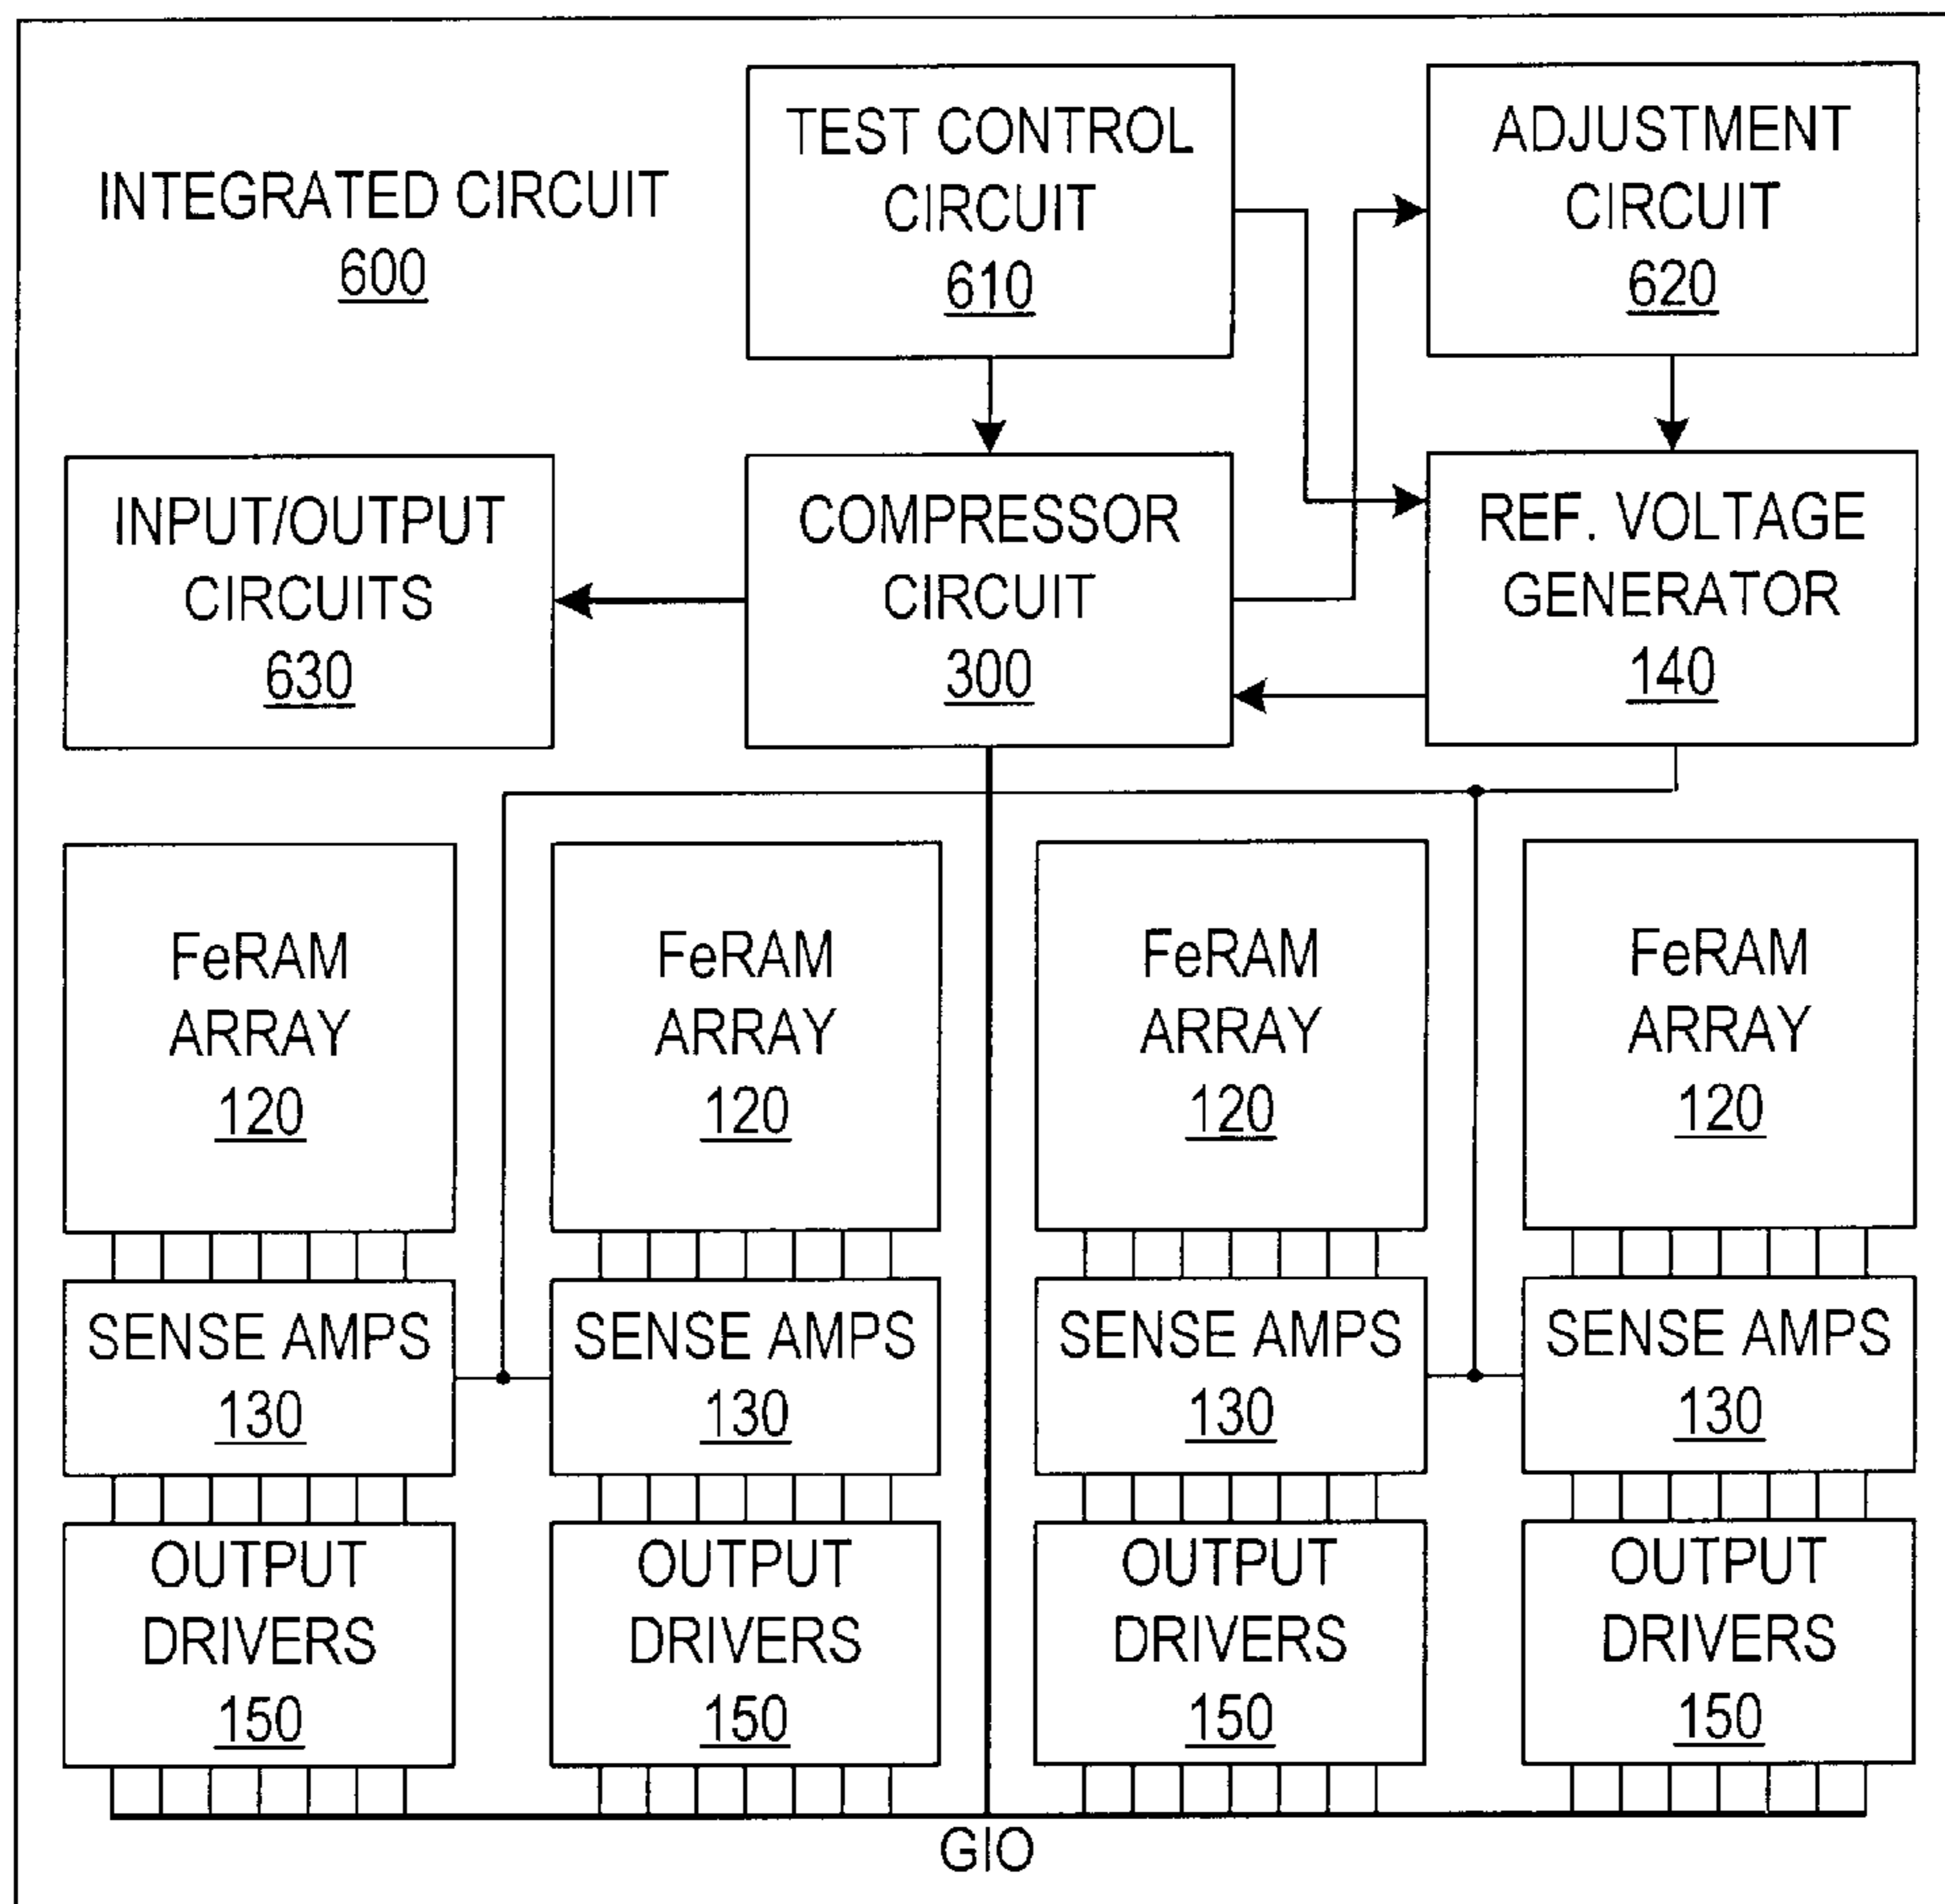 INTEGRATED CIRCUIT
600
TEST CONTROL
CIRCUIT
610
ADJUSTMENT
CIRCUIT
620
INPUT/OUTPUT
CIRCUITS
630
COMPRESSOR
CIRCUIT
300
REF. VOLTAGE
GENERATOR
140
FeRAM
ARRAY
120
FeRAM
ARRAY
120
FeRAM
ARRAY
120
FeRAM
ARRAY
120
SENSE AMPS
130
SENSE AMPS
130
SENSE AMPS
130
SENSE AMPS
130
OUTPUT
DRIVERS
150
OUTPUT
DRIVERS
150
OUTPUT
DRIVERS
150
OUTPUT
DRIVERS
150
GIO